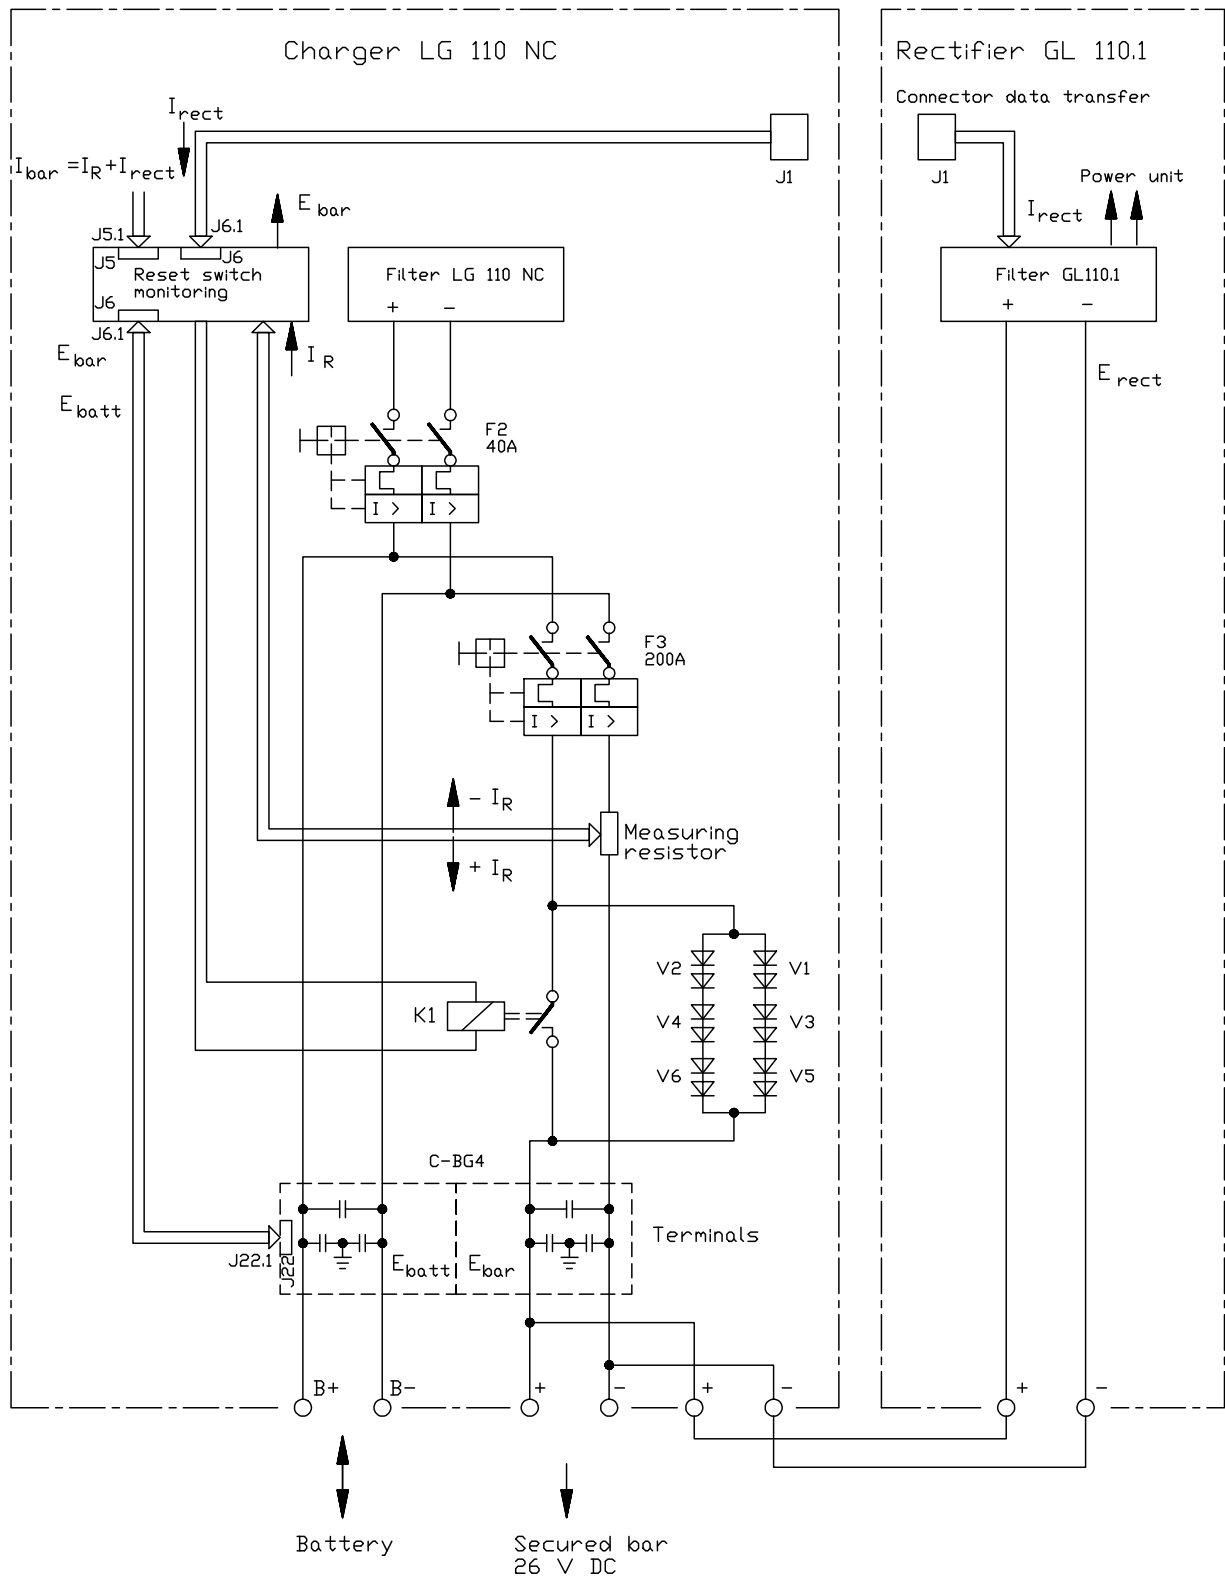 Charger LG 110 NC
Rectifier GL 110.1
Connector data transfer
Irect
Ibar =IR+Irect
J1
J1
Power unit
Ebar
Irect
J5.1
J6.1
J5
J6
Reset switch
monitoring
Filter LG 110 NC
+ −
Filter GL110.1
+ −
J6
J6.1
Ebar
IR
Ebatt
Erect
F2
40A
I > I >
F3
200A
I > I >
− IR
Measuring
resistor
+ IR
V2 V1
K1
V4 V3
V6 V5
C-BG4
Terminals
J22.1
J22
Ebatt
Ebar
B+ B− + − + − + −
Battery
Secured bar
26 V DC